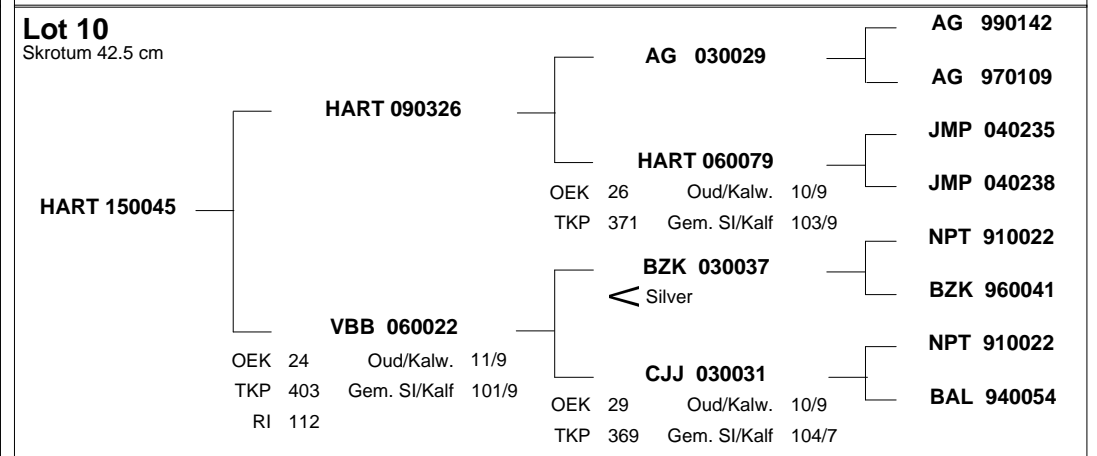 Lot 10
Skrotum 42.5 cm
AG 990142
AG 030029
AG 970109
HART 090326
JMP 040235
HART 060079
OEK 26 Oud/Kalw. 10/9
JMP 040238
TKP 371 Gem. SI/Kalf 103/9
HART 150045
NPT 910022
BZK 030037
Silver
BZK 960041
VBB 060022
OEK 24 Oud/Kalw. 11/9
NPT 910022
TKP 403 Gem. SI/Kalf 101/9
CJJ 030031
RI 112
OEK 29 Oud/Kalw. 10/9
BAL 940054
TKP 369 Gem. SI/Kalf 104/7